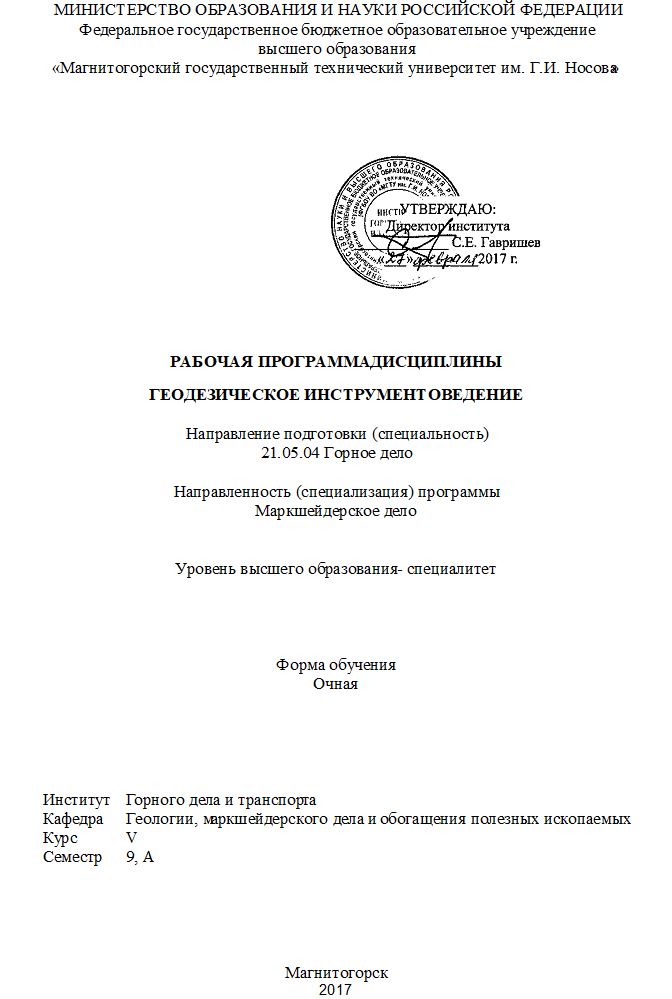 МИНИСТЕРСТВО ОБРАЗОВАНИЯ И НАУКИ РОССИЙСКОЙ ФЕДЕРАЦИИ
Федеральное государственное бюджетное образовательное учреждение
высшего образования
«Магнитогорский государственный технический университет им. Г.И. Носова»
УТВЕРЖДАЮ:
Директор института
С.Е. Гавришев
«27» февраля 2017 г.
РАБОЧАЯ ПРОГРАММАДИСЦИПЛИНЫ
ГЕОДЕЗИЧЕСКОЕ ИНСТРУМЕНТОВЕДЕНИЕ
Направление подготовки (специальность)
21.05.04 Горное дело
Направленность (специализация) программы
Маркшейдерское дело
Уровень высшего образования- специалитет
Форма обучения
Очная
Институт Горного дела и транспорта
Кафедра Геологии, маркшейдерского дела и обогащения полезных ископаемых
Курс V
Семестр 9, А
Магнитогорск
2017